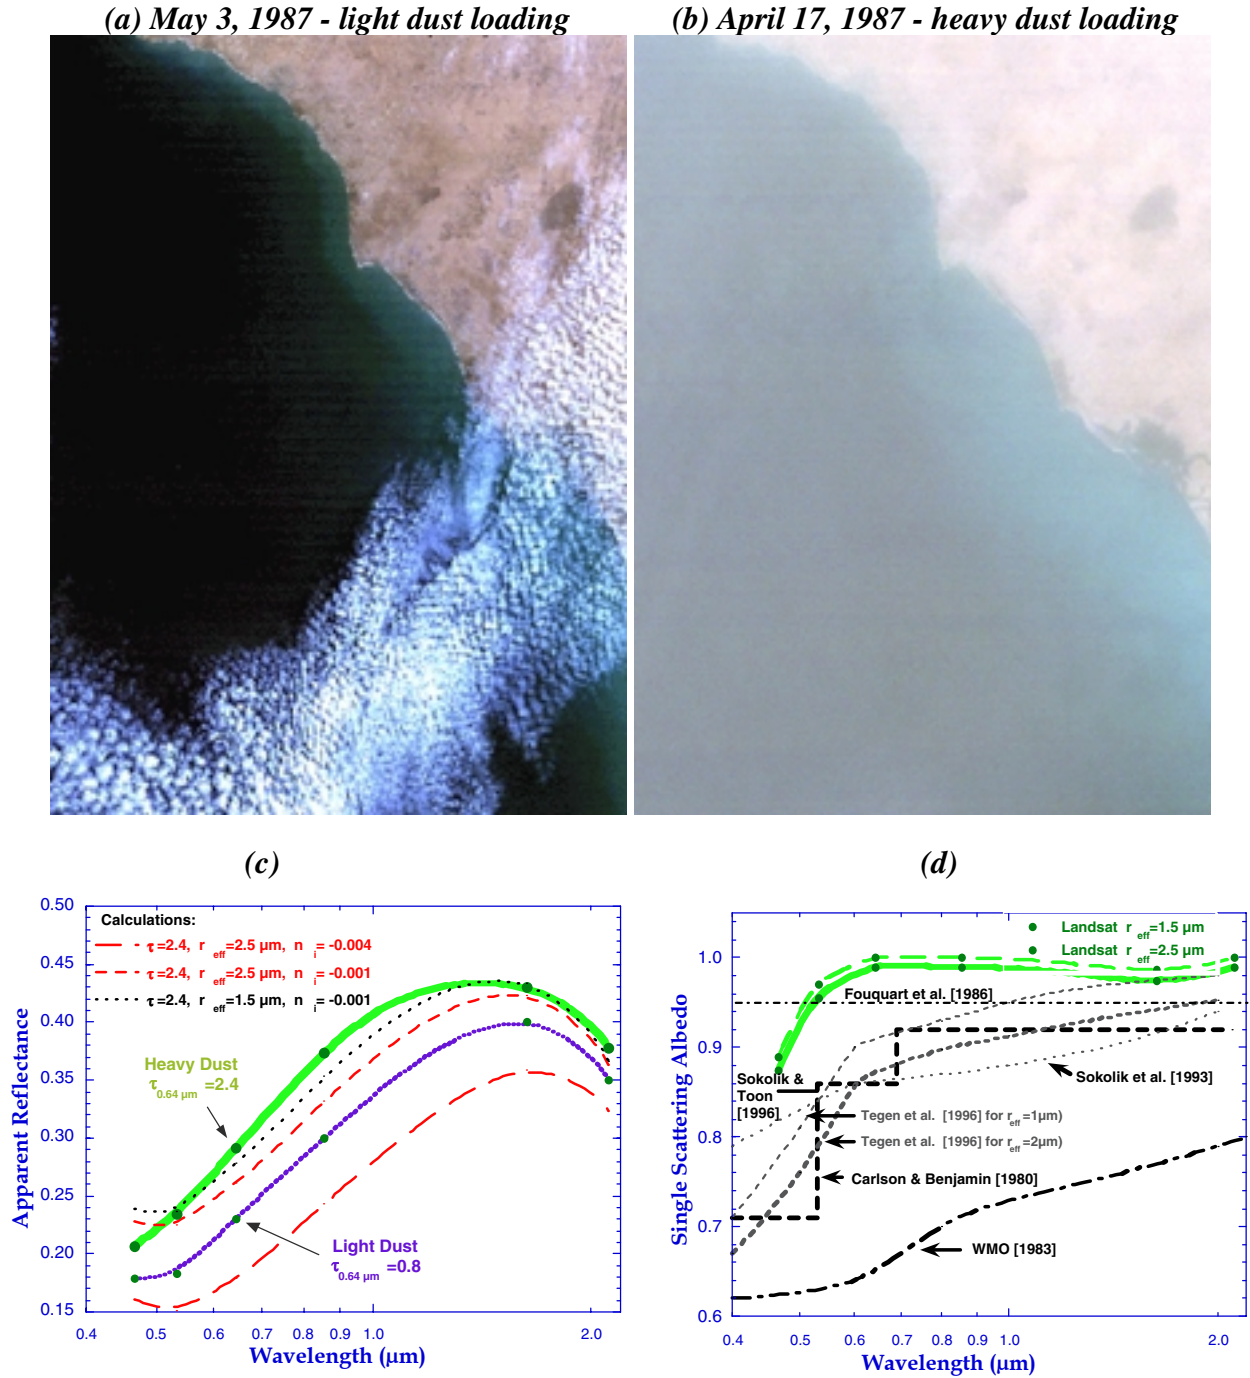 (a) May 3, 1987 - light dust loading
(b) April 17, 1987 - heavy dust loading
(c)
(d)
0.50
0.45
0.40
0.35
0.30
0.25
0.20
0.15
Apparent Reflectance
Calculations:
τ=2.4, r eff=2.5 µm, n i= -0.004
τ=2.4, r eff=2.5 µm, n i= -0.001
τ=2.4, r eff=1.5 µm, n i= -0.001
Heavy Dust
τ0.64 µm =2.4
Light Dust
τ0.64 µm =0.8
0.4 0.5 0.6 0.7 0.8 0.9 1.0 2.0
Wavelength (µm)
1.0
0.9
0.8
0.7
0.6
Single Scattering Albedo
Landsat r eff=1.5 µm
Landsat r eff=2.5 µm
Fouquart et al. [1986]
Sokolik &
Toon
[1996]
Sokolik et al. [1993]
Tegen et al. [1996] for reff=1µm)
Tegen et al. [1996] for reff=2µm)
Carlson & Benjamin [1980]
WMO [1983]
0.4 0.5 0.6 0.7 0.8 1.0 2.0
Wavelength (µm)